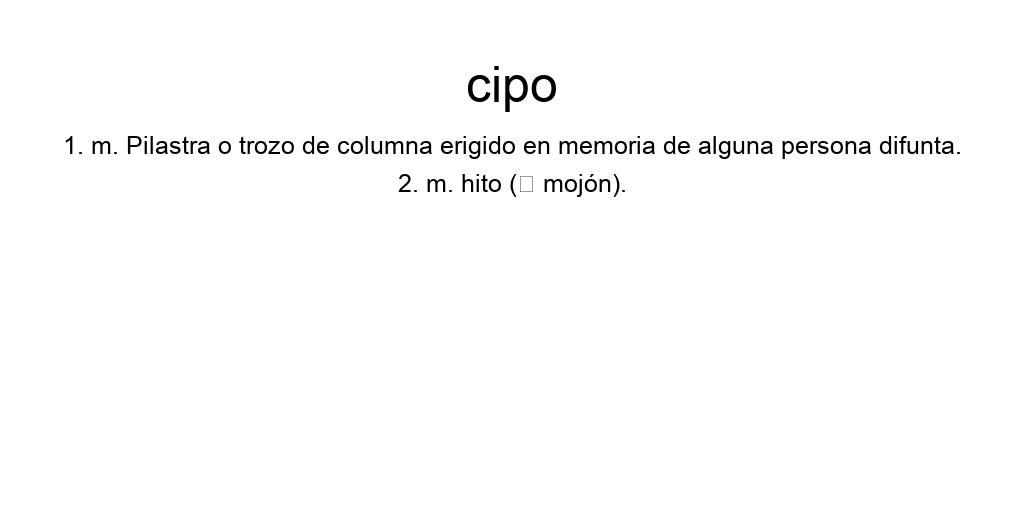 cipo
1. m. Pilastra o trozo de columna erigido en memoria de alguna persona difunta.
2. m. hito (□ mojón).